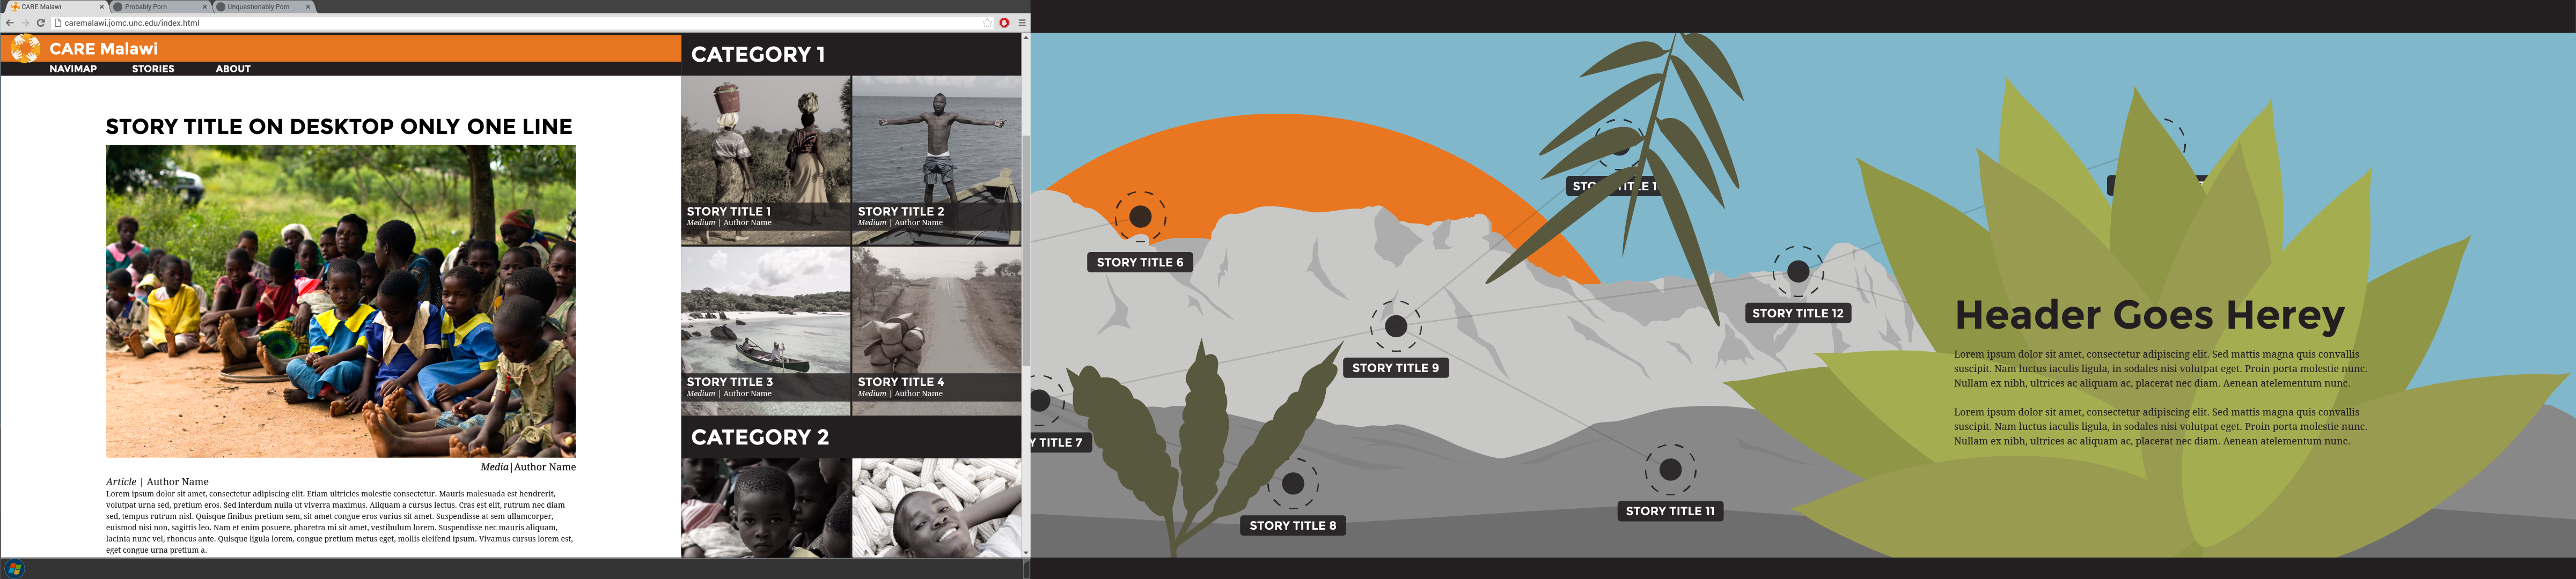 CARE Malawi
Probably Porn
Unquestionably Porn
caremalawi.jomc.unc.edu/index.html
CARE Malawi
NAVIMAP STORIES ABOUT
STORY TITLE ON DESKTOP ONLY ONE LINE
Media|Author Name
Article | Author Name
Lorem ipsum dolor sit amet, consectetur adipiscing elit. Etiam ultricies molestie consectetur. Mauris malesuada est hendrerit,
volutpat urna sed, pretium eros. Sed interdum nulla ut viverra maximus. Aliquam a cursus lectus. Cras est elit, rutrum nec diam
sed, tempus rutrum nisl. Quisque finibus pretium sem, sit amet congue eros varius sit amet. Suspendisse at sem ullamcorper,
euismod nisi non, sagittis leo. Nam et enim posuere, pharetra mi sit amet, vestibulum lorem. Suspendisse nec mauris aliquam,
lacinia nunc vel, rhoncus ante. Quisque ligula lorem, congue pretium metus eget, mollis eleifend ipsum. Vivamus cursus lorem est,
eget congue urna pretium a.
CATEGORY 1
STORY TITLE 1
Medium | Author Name
STORY TITLE 2
Medium | Author Name
STORY TITLE 3
Medium | Author Name
STORY TITLE 4
Medium | Author Name
CATEGORY 2
STORY TITLE 6
Y TITLE 7
STORY TITLE 9
STORY TITLE 8
STORY TITLE 12
STORY TITLE 11
Header Goes Herey
Lorem ipsum dolor sit amet, consectetur adipiscing elit. Sed mattis magna quis convallis
suscipit. Nam luctus iaculis ligula, in sodales nisi volutpat eget. Proin porta molestie nunc.
Nullam ex nibh, ultrices ac aliquam ac, placerat nec diam. Aenean atelementum nunc.
Lorem ipsum dolor sit amet, consectetur adipiscing elit. Sed mattis magna quis convallis
suscipit. Nam luctus iaculis ligula, in sodales nisi volutpat eget. Proin porta molestie nunc.
Nullam ex nibh, ultrices ac aliquam ac, placerat nec diam. Aenean atelementum nunc.